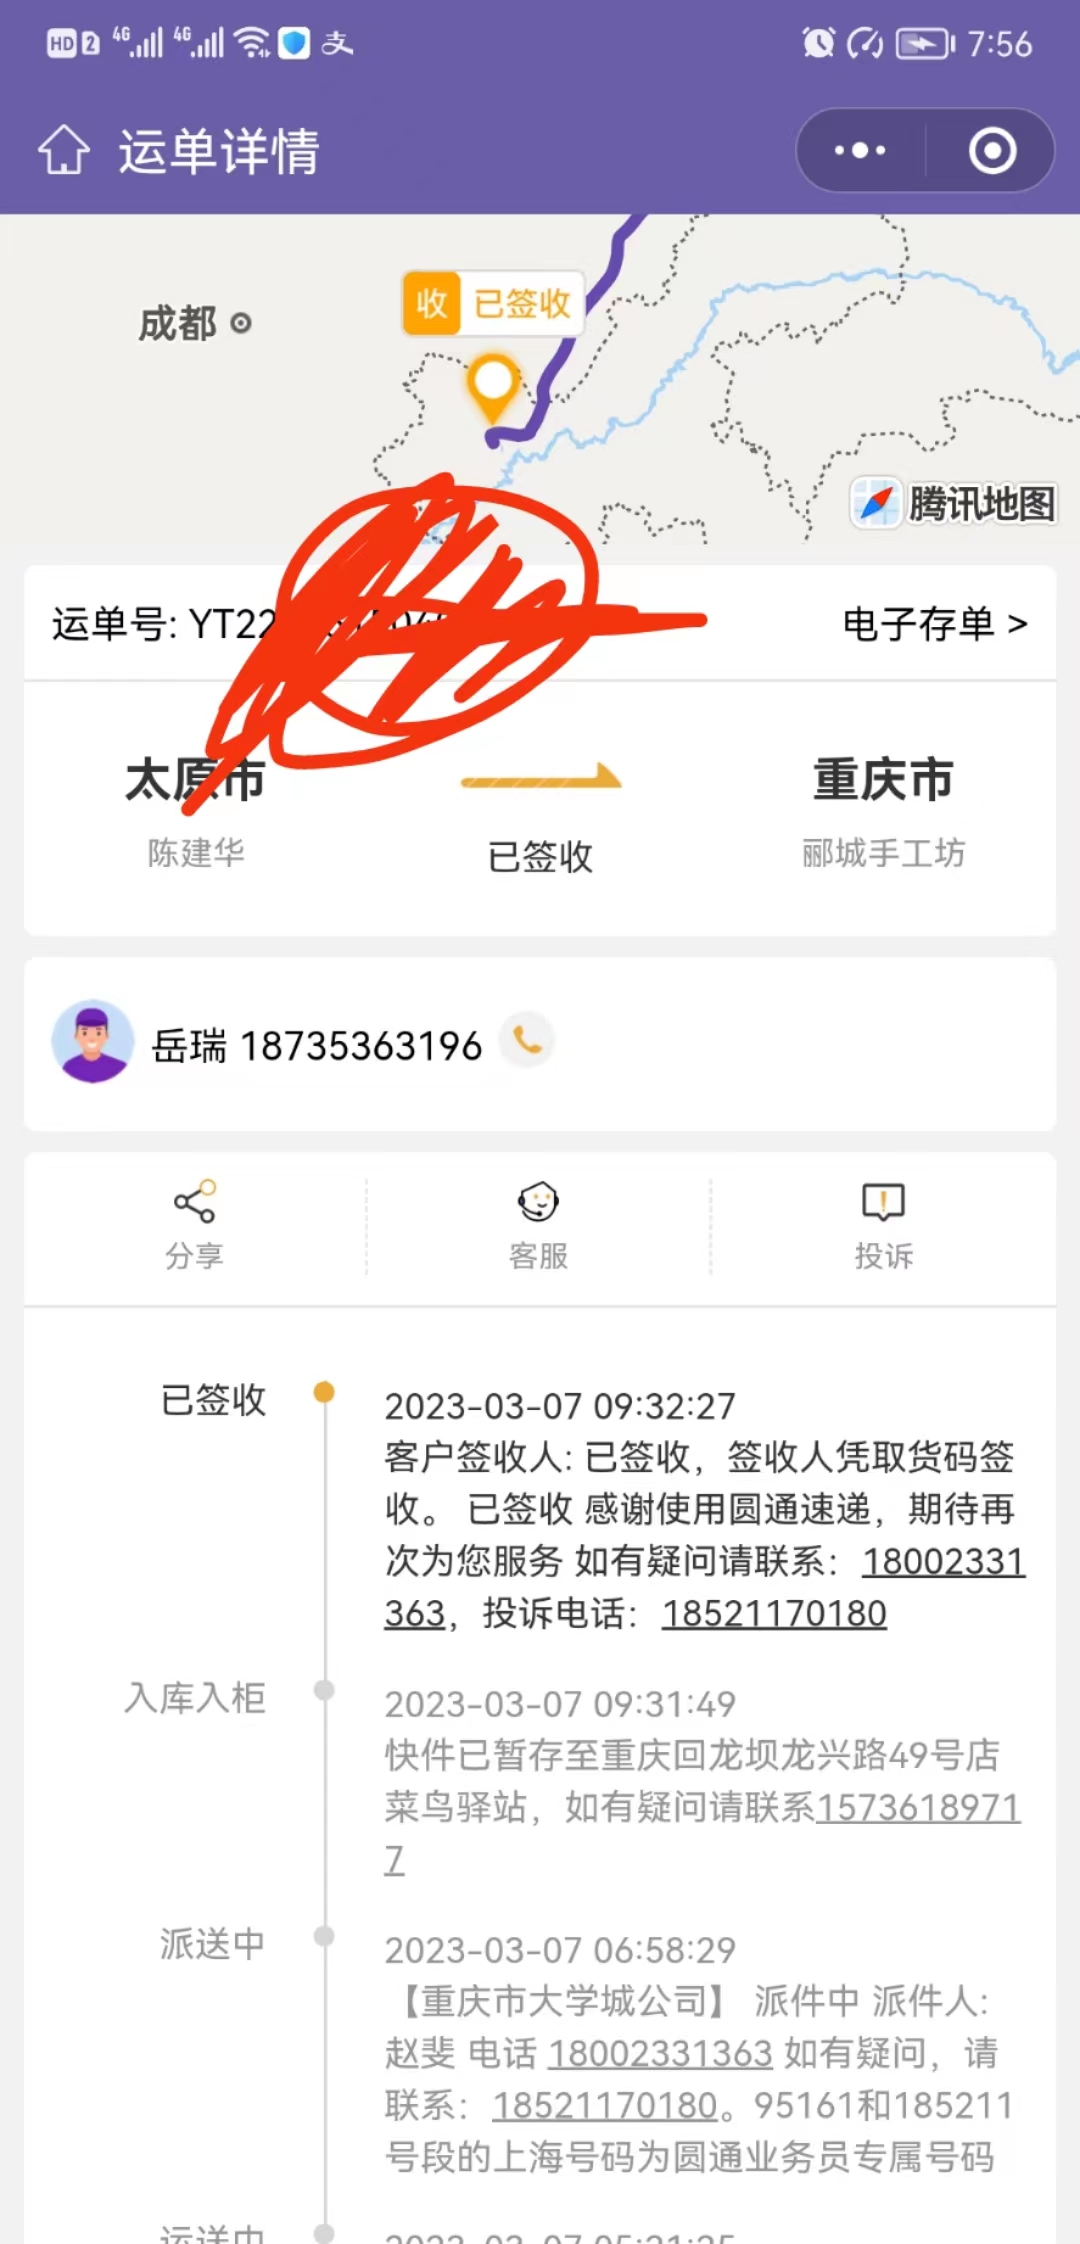 HD 2 4G 4G 支 7:56
运单详情
成都
收 已签收
腾讯地图
运单号: YT22
电子存单 >
太原市
重庆市
陈建华
已签收
郦城手工坊
岳瑞 18735363196
分享
客服
投诉
已签收
2023-03-07 09:32:27
客户签收人: 已签收，签收人凭取货码签
收。 已签收 感谢使用圆通速递，期待再
次为您服务 如有疑问请联系：18002331
363，投诉电话：18521170180
入库入柜
2023-03-07 09:31:49
快件已暂存至重庆回龙坝龙兴路49号店
菜鸟驿站，如有疑问请联系1573618971
7
派送中
2023-03-07 06:58:29
【重庆市大学城公司】 派件中 派件人:
赵斐 电话 18002331363 如有疑问，请
联系：18521170180。95161和185211
号段的上海号码为圆通业务员专属号码
运送中